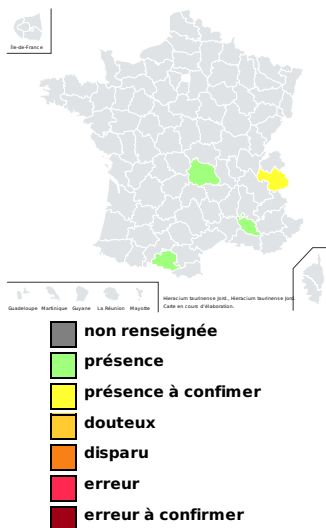 Île-de-France
Guadeloupe Martinique Guyane La Réunion Mayotte
Hieracium taurinense Jord., Hieracium taurinense Jord.
Carte en cours d'élaboration.
non renseignée
présence
présence à confimer
douteux
disparu
erreur
erreur à confirmer